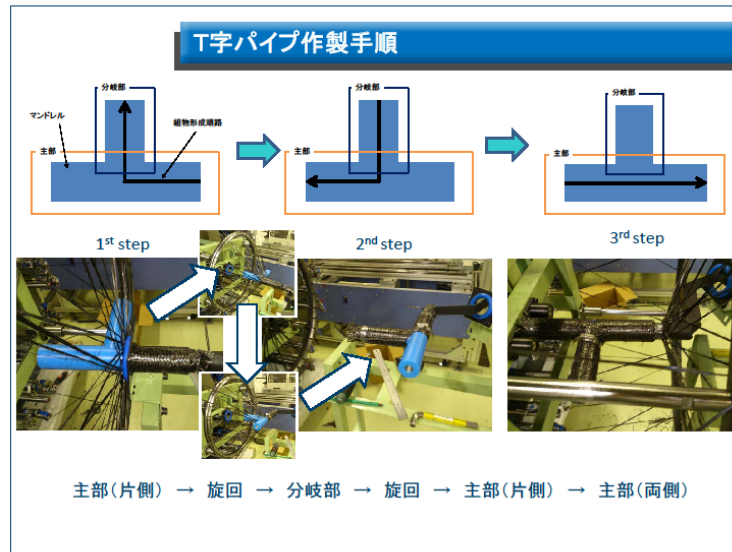 T字パイプ作製手順
分岐部
マンドレル
組物形成順路
主部
分岐部
主部
分岐部
主部
1st step
2nd step
3rd step
主部(片側) → 旋回 → 分岐部 → 旋回 → 主部(片側) → 主部(両側)